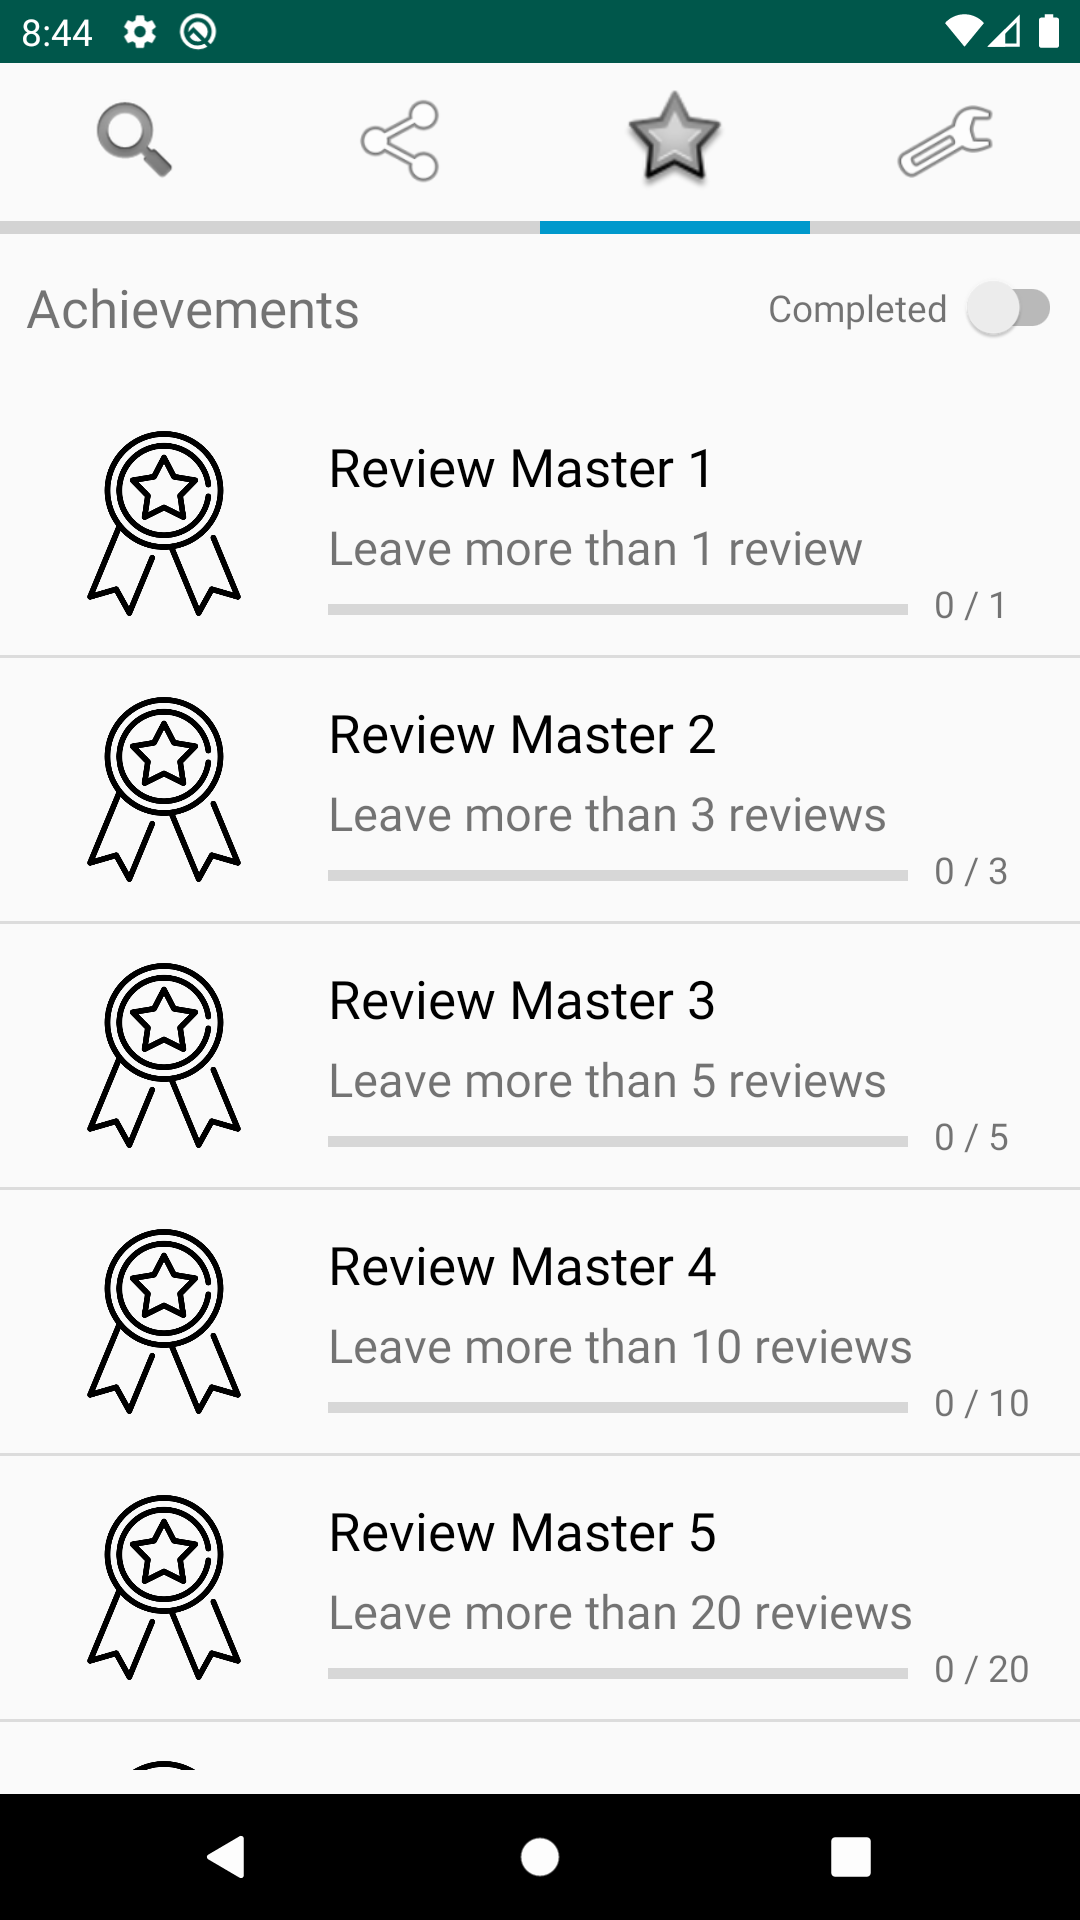 8:44
Achievements
Completed
Review Master 1
Leave more than 1 review
0 / 1
Review Master 2
Leave more than 3 reviews
0 / 3
Review Master 3
Leave more than 5 reviews
0 / 5
Review Master 4
Leave more than 10 reviews
0 / 10
Review Master 5
Leave more than 20 reviews
0 / 20